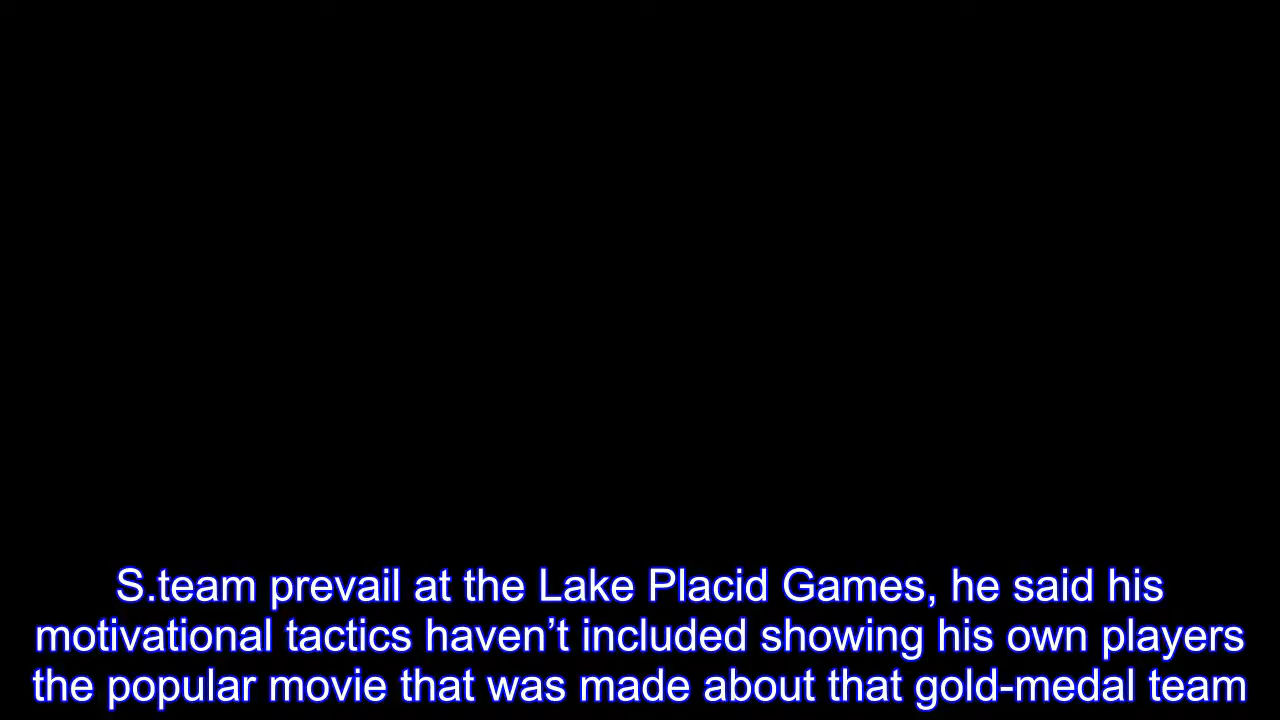 S.team prevail at the Lake Placid Games, he said his
motivational tactics haven’t included showing his own players
the popular movie that was made about that gold-medal team